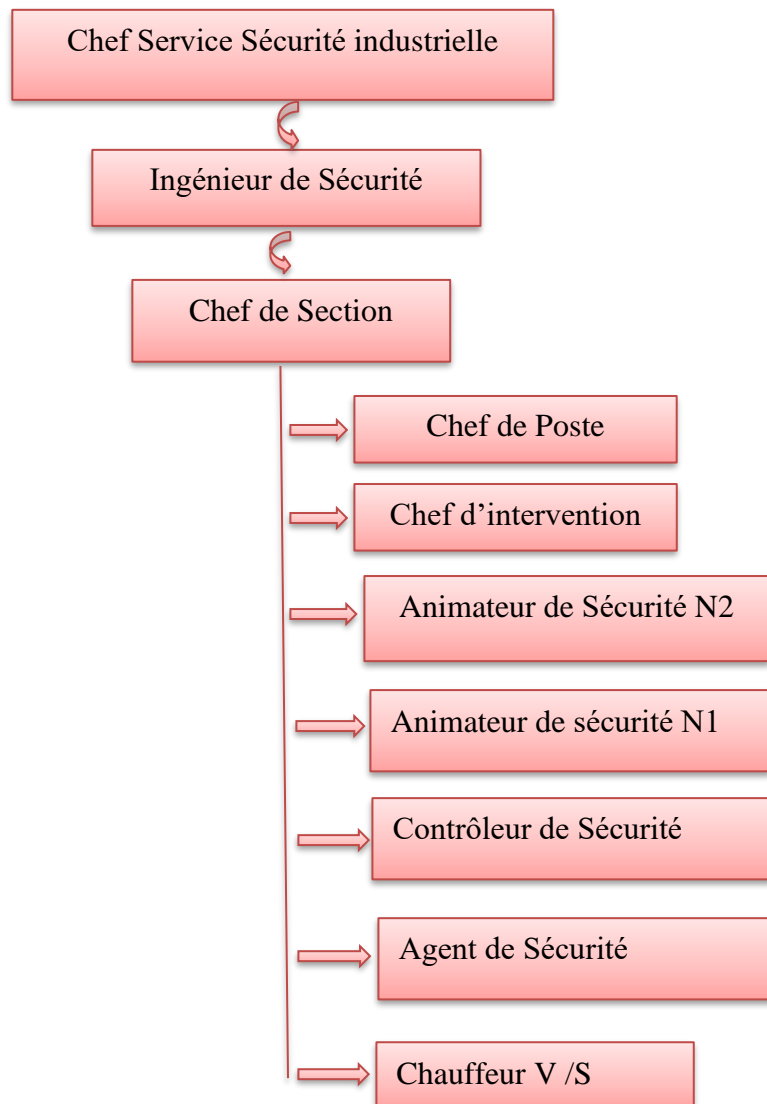 Chef Service Sécurité industrielle
Ingénieur de Sécurité
Chef de Section
Chef de Poste
Chef d’intervention
Animateur de Sécurité N2
Animateur de sécurité N1
Contrôleur de Sécurité
Agent de Sécurité
Chauffeur V /S